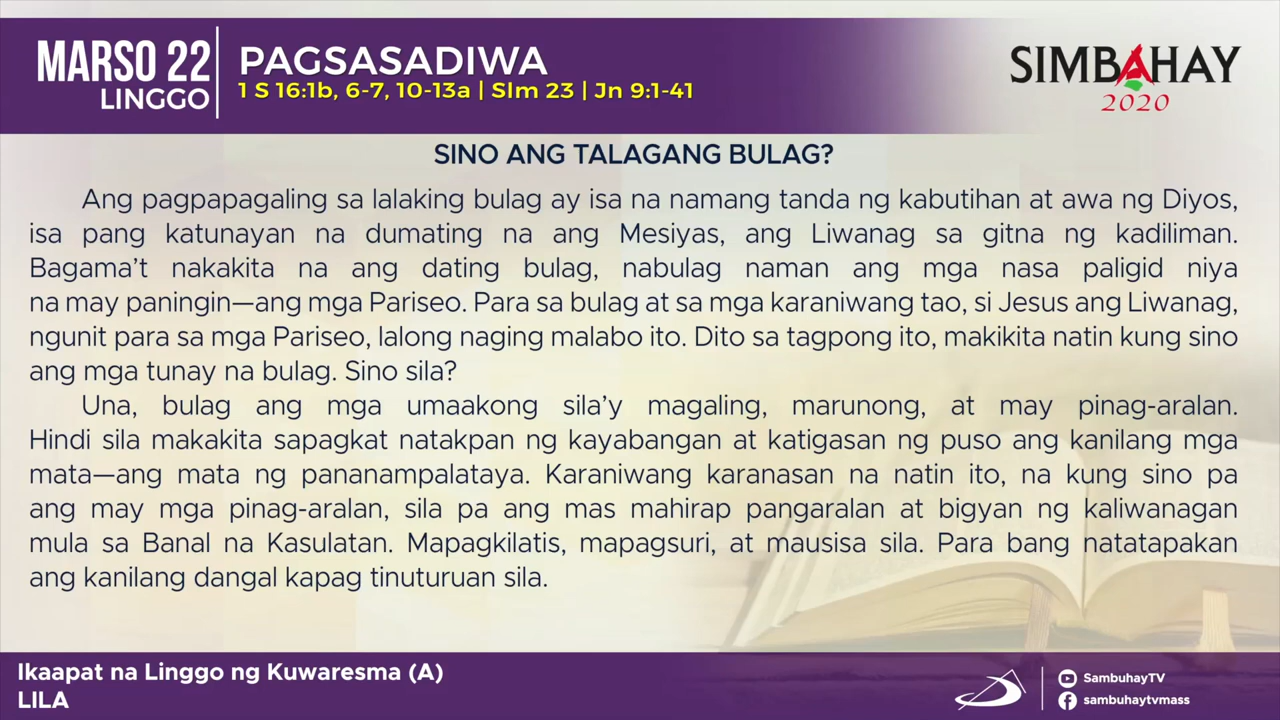 MARSO 22
LINGGO
PAGSASADIWA
1 S 16:1b, 6-7, 10-13a | Slm 23 | Jn 9:1-41
SIMBAHAY
2020
SINO ANG TALAGANG BULAG?
Ang pagpapagaling sa lalaking bulag ay isa na namang tanda ng kabutihan at awa ng Diyos,
isa pang katunayan na dumating na ang Mesiyas, ang Liwanag sa gitna ng kadiliman.
Bagama’t nakakita na ang dating bulag, nabulag naman ang mga nasa paligid niya
na may paningin—ang mga Pariseo. Para sa bulag at sa mga karaniwang tao, si Jesus ang Liwanag,
ngunit para sa mga Pariseo, lalong naging malabo ito. Dito sa tagpong ito, makikita natin kung sino
ang mga tunay na bulag. Sino sila?
Una, bulag ang mga umaakong sila’y magaling, marunong, at may pinag-aralan.
Hindi sila makakita sapagkat natakpan ng kayabangan at katigasan ng puso ang kanilang mga
mata—ang mata ng pananampalataya. Karaniwang karanasan na natin ito, na kung sino pa
ang may mga pinag-aralan, sila pa ang mas mahirap pangaralan at bigyan ng kaliwanagan
mula sa Banal na Kasulatan. Mapagkilatis, mapagsuri, at mausisa sila. Para bang natatapakan
ang kanilang dangal kapag tinuturuan sila.
Ikaapat na Linggo ng Kuwaresma (A)
LILA
SambuhayTV
sambuhaytvmass